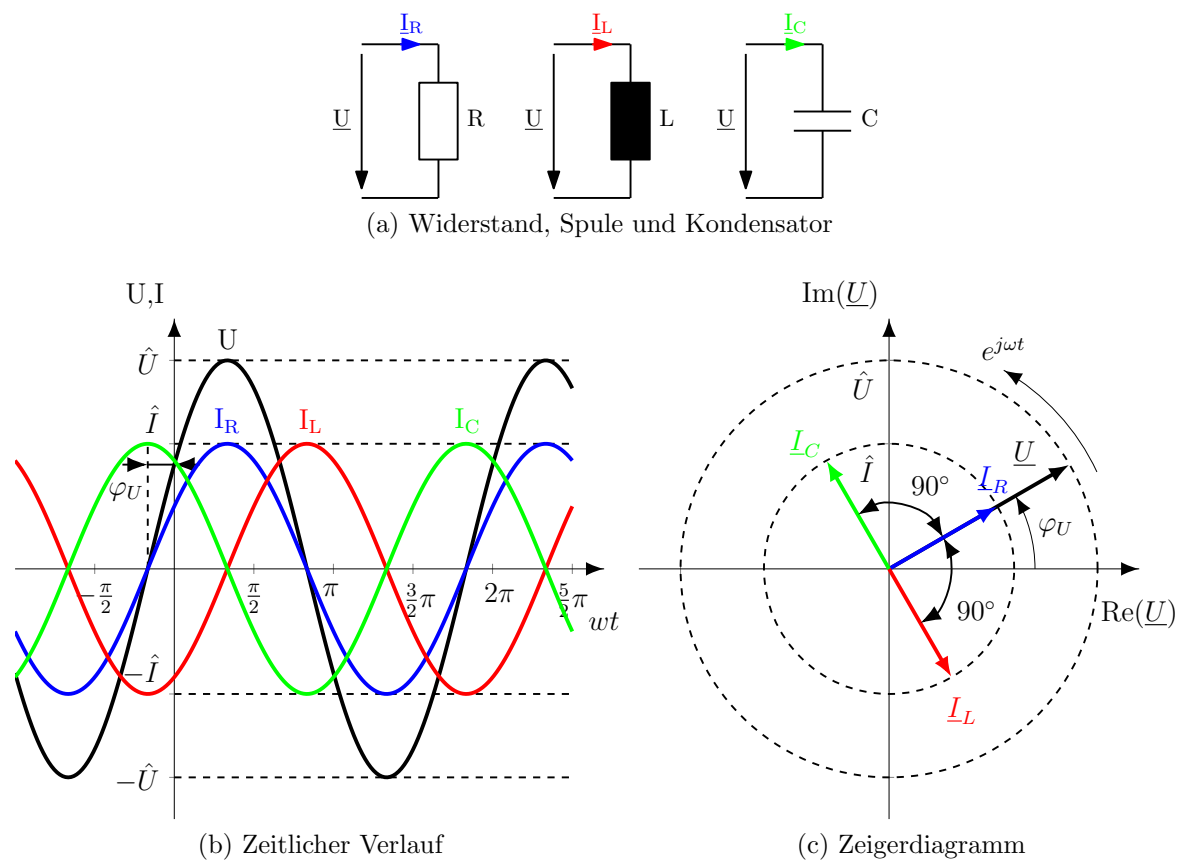 I_R I_L I_C
U R U L U C
(a) Widerstand, Spule und Kondensator
U,I
U
Û
Î
I_R I_L I_C
φ_U
−π/2 π/2 π 3/2π 2π 5/2π
wt
−Î
−Û
(b) Zeitlicher Verlauf
Im(U)
e^{jωt}
Û
I_C
Î
90°
I_R
U
φ_U
90°
Re(U)
I_L
(c) Zeigerdiagramm